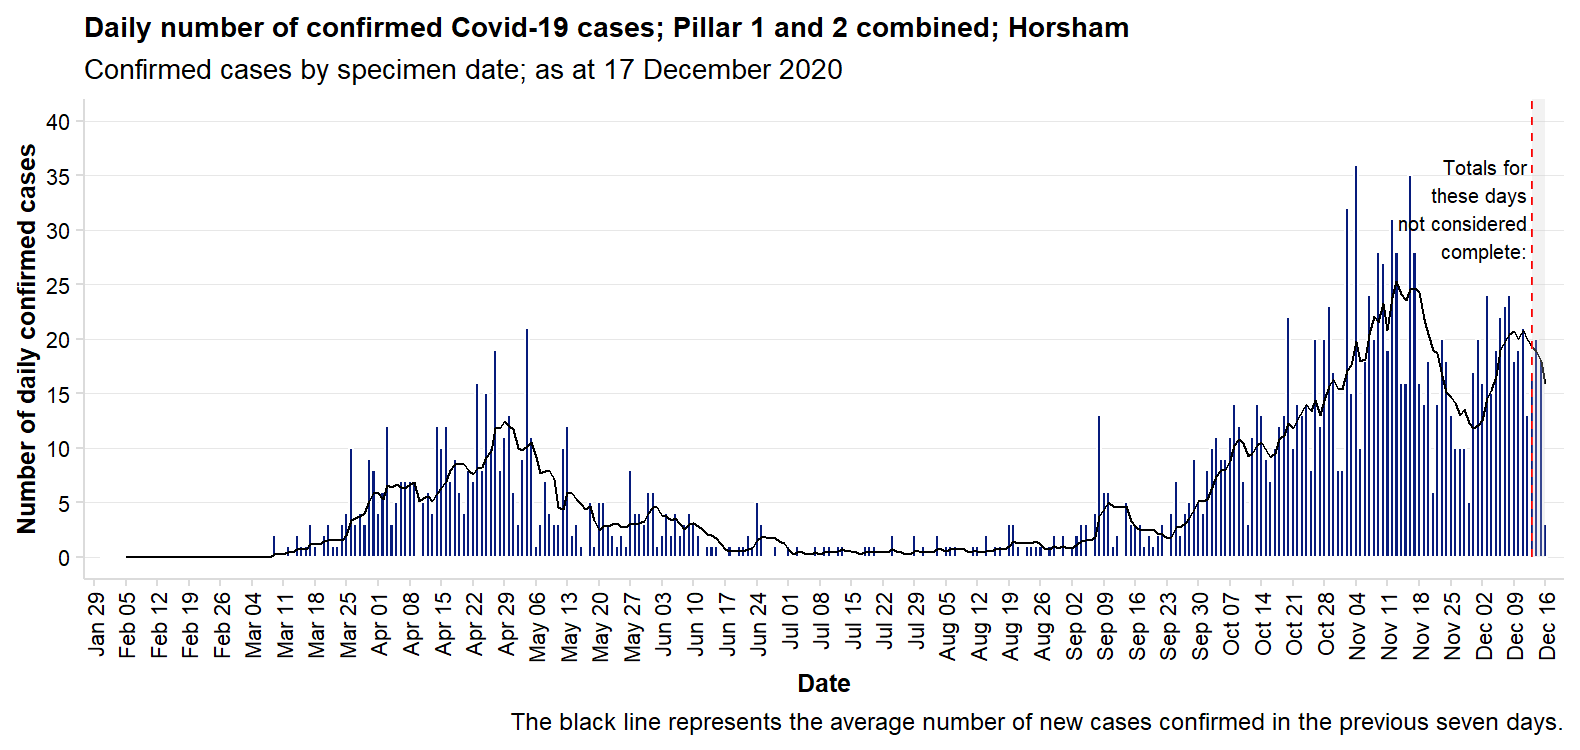 Daily number of confirmed Covid-19 cases; Pillar 1 and 2 combined; Horsham
Confirmed cases by specimen date; as at 17 December 2020
Number of daily confirmed cases
40
35
30
25
20
15
10
5
0
Totals for
these days
not considered
complete:
Jan 29
Feb 05
Feb 12
Feb 19
Feb 26
Mar 04
Mar 11
Mar 18
Mar 25
Apr 01
Apr 08
Apr 15
Apr 22
Apr 29
May 06
May 13
May 20
May 27
Jun 03
Jun 10
Jun 17
Jun 24
Jul 01
Jul 08
Jul 15
Jul 22
Jul 29
Aug 05
Aug 12
Aug 19
Aug 26
Sep 02
Sep 09
Sep 16
Sep 23
Sep 30
Oct 07
Oct 14
Oct 21
Oct 28
Nov 04
Nov 11
Nov 18
Nov 25
Dec 02
Dec 09
Dec 16
Date
The black line represents the average number of new cases confirmed in the previous seven days.